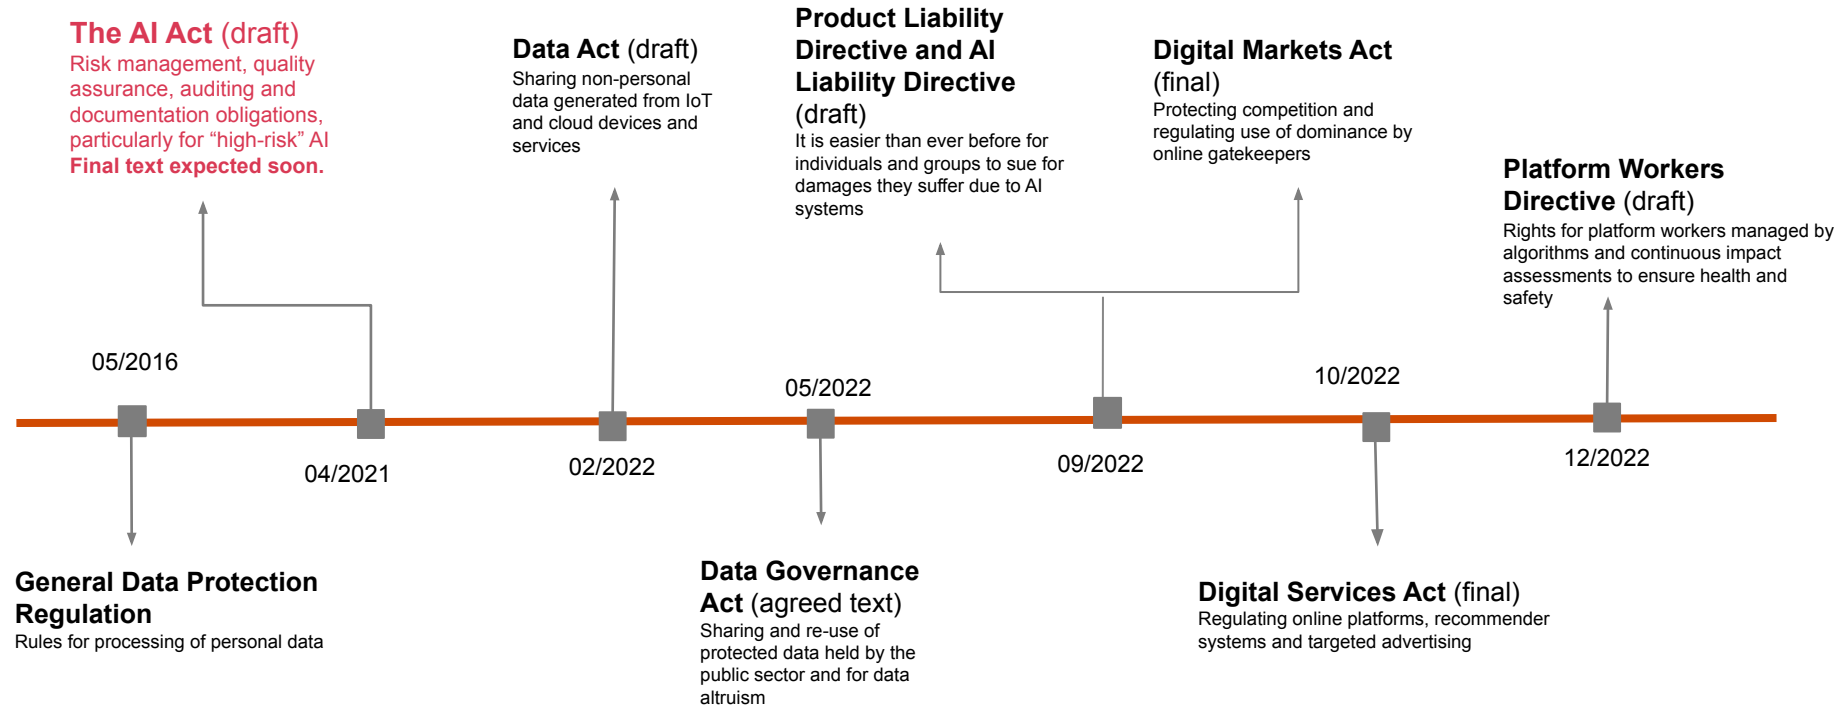 The AI Act (draft)
Risk management, quality
assurance, auditing and
documentation obligations,
particularly for “high-risk” AI
Final text expected soon.
Data Act (draft)
Sharing non-personal
data generated from IoT
and cloud devices and
services
Product Liability
Directive and AI
Liability Directive
(draft)
It is easier than ever before for
individuals and groups to sue for
damages they suffer due to AI
systems
Digital Markets Act
(final)
Protecting competition and
regulating use of dominance by
online gatekeepers
Platform Workers
Directive (draft)
Rights for platform workers managed by
algorithms and continuous impact
assessments to ensure health and
safety
05/2016
04/2021
02/2022
05/2022
09/2022
10/2022
12/2022
General Data Protection
Regulation
Rules for processing of personal data
Data Governance
Act (agreed text)
Sharing and re-use of
protected data held by the
public sector and for data
altruism
Digital Services Act (final)
Regulating online platforms, recommender
systems and targeted advertising